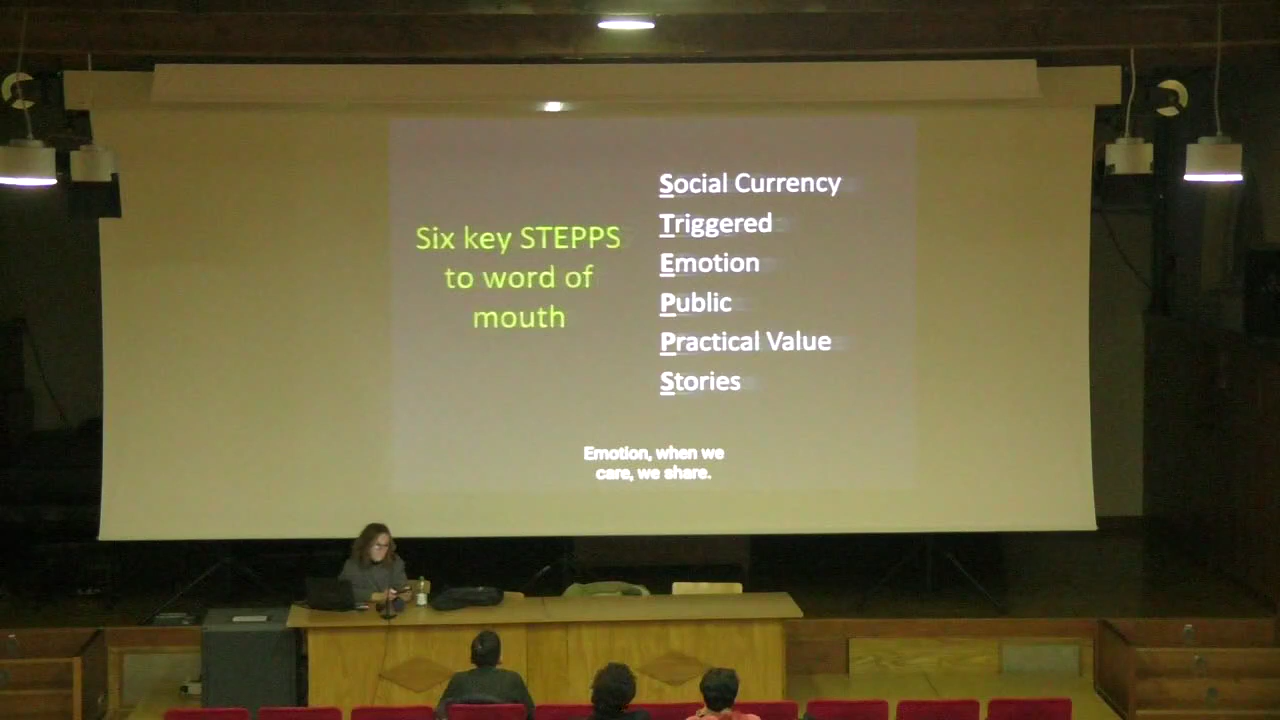 Six key STEPPS
to word of
mouth
Social Currency
Triggered
Emotion
Public
Practical Value
Stories
Emotion, when we
care, we share.